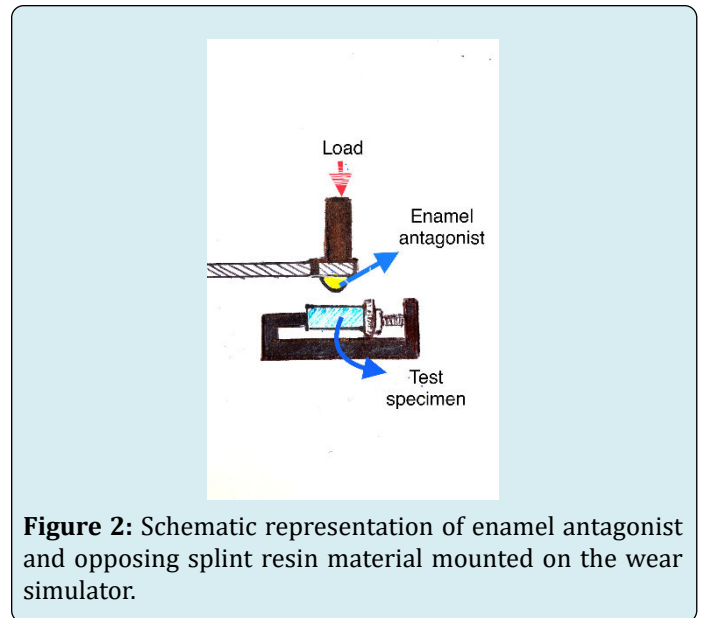 Load
Enamel
antagonist
Test
specimen
Figure 2: Schematic representation of enamel antagonist
and opposing splint resin material mounted on the wear
simulator.